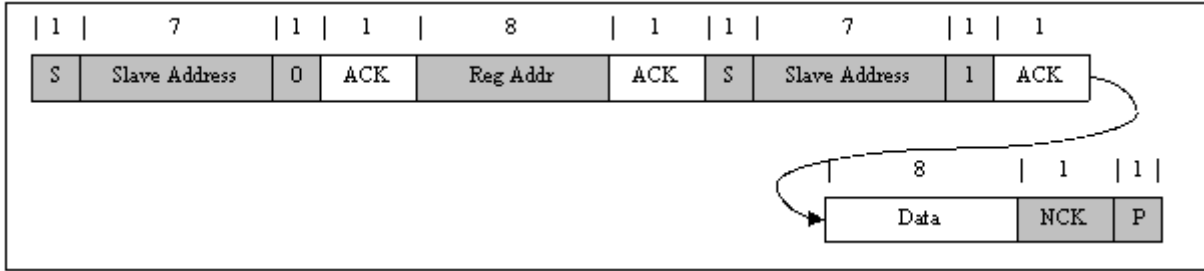 | 1 | 7 | 1 | 1 | 8 | 1 | 1 | 7 | 1 | 1
S Slave Address 0 ACK Reg Addr ACK S Slave Address 1 ACK
| 8 | 1 | 1 |
Data NCK P